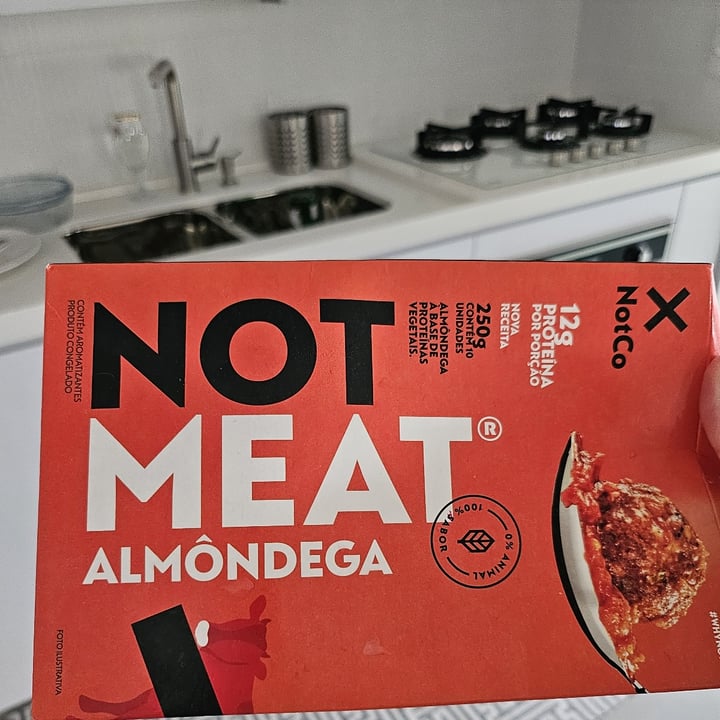 NOT
MEAT®
ALMÔNDEGA
CONTÉM AROMATIZANTES
PRODUTO CONGELADO
ALMÔNDEGA
À BASE DE
PROTEÍNAS
VEGETAIS.
250g
CONTÉM 10
UNIDADES
NOVA
RECEITA
12g
PROTEÍNA
POR PORÇÃO
NotCo
100% SABOR
0% ANIMAL
FOTO ILUSTRATIVA